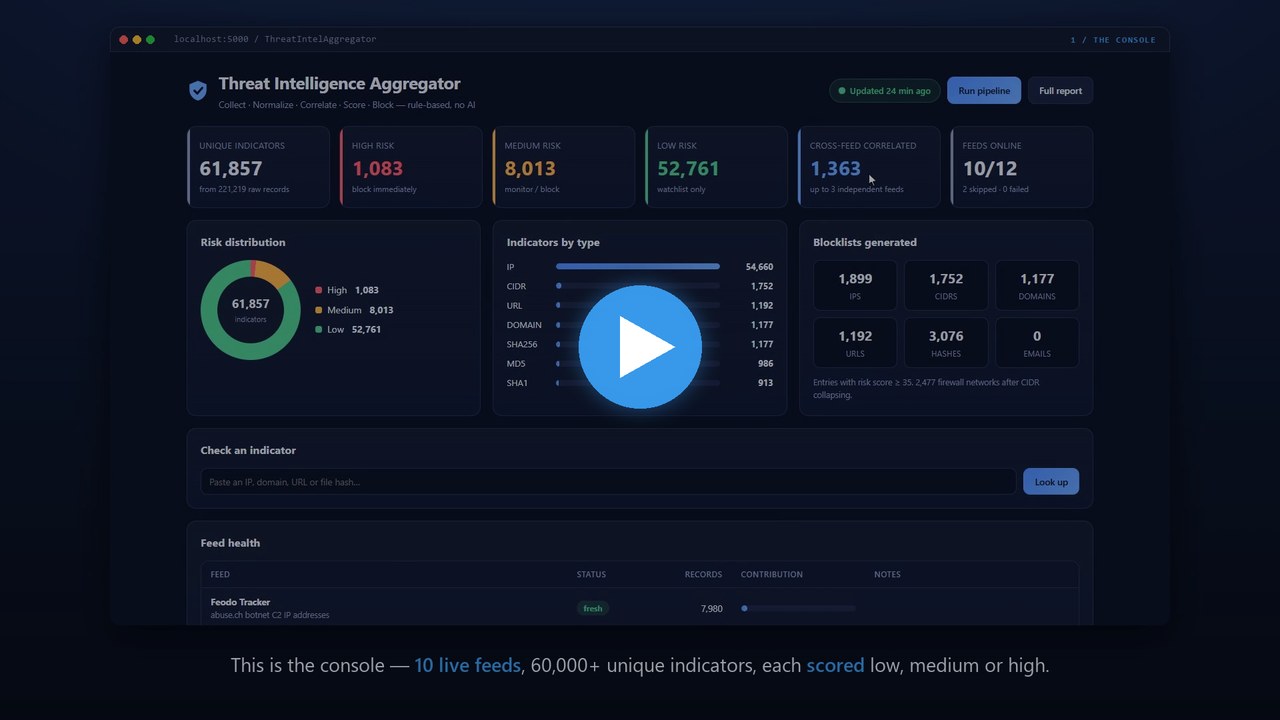 localhost:5000 / ThreatIntelAggregator
1 / THE CONSOLE
Threat Intelligence Aggregator
Collect · Normalize · Correlate · Score · Block — rule-based, no AI
Updated 24 min ago
Run pipeline
Full report
UNIQUE INDICATORS
61,857
from 221,219 raw records
HIGH RISK
1,083
block immediately
MEDIUM RISK
8,013
monitor / block
LOW RISK
52,761
watchlist only
CROSS-FEED CORRELATED
1,363
up to 3 independent feeds
FEEDS ONLINE
10/12
2 skipped · 0 failed
Risk distribution
61,857
indicators
High 1,083
Medium 8,013
Low 52,761
Indicators by type
IP 54,660
CIDR 1,752
URL 1,192
DOMAIN 1,177
SHA256 1,177
MD5 986
SHA1 913
Blocklists generated
1,899
IPS
1,752
CIDRS
1,177
DOMAINS
1,192
URLS
3,076
HASHES
0
EMAILS
Entries with risk score ≥ 35. 2,477 firewall networks after CIDR
collapsing.
Check an indicator
Paste an IP, domain, URL or file hash...
Look up
Feed health
FEED STATUS RECORDS CONTRIBUTION NOTES
Feodo Tracker
abuse.ch botnet C2 IP addresses
fresh
7,980
This is the console — 10 live feeds, 60,000+ unique indicators, each scored low, medium or high.